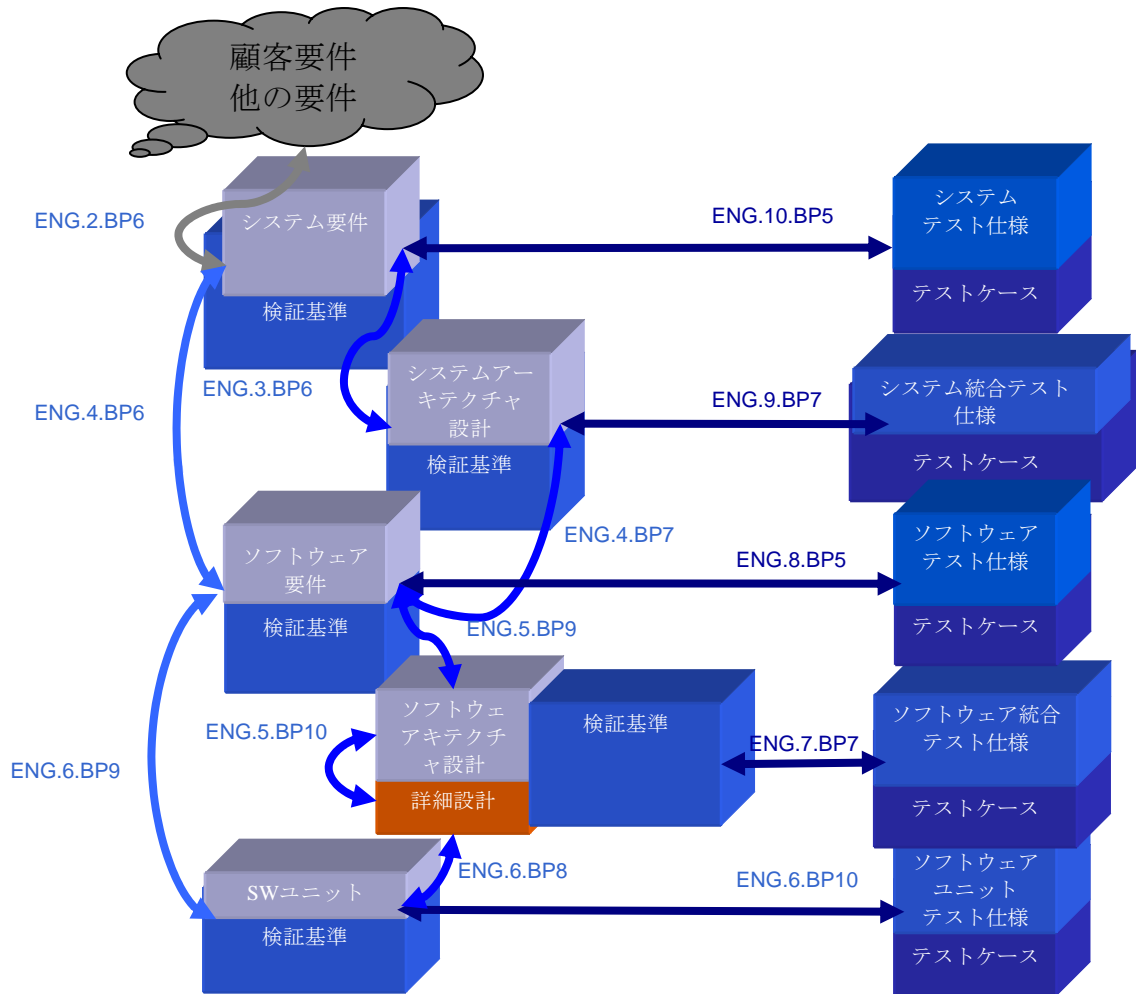 顧客要件
他の要件
システム要件
検証基準
ENG.2.BP6
ENG.10.BP5
システム
テスト仕様
テストケース
ENG.3.BP6
ENG.4.BP6
システムアー
キテクチャ
設計
検証基準
ENG.9.BP7
システム統合テスト
仕様
テストケース
ENG.4.BP7
ソフトウェア
要件
検証基準
ENG.8.BP5
ソフトウェア
テスト仕様
テストケース
ENG.5.BP9
ENG.5.BP10
ソフトウェ
アキテクチ
ャ設計
詳細設計
検証基準
ENG.7.BP7
ソフトウェア統合
テスト仕様
テストケース
ENG.6.BP9
ENG.6.BP8
SWユニット
検証基準
ENG.6.BP10
ソフトウェア
ユニット
テスト仕様
テストケース